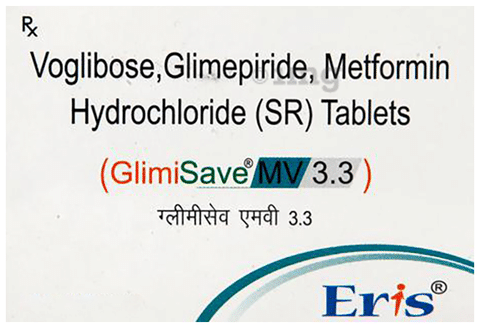 Rx
Voglibose,Glimepiride, Metformin
Hydrochloride (SR) Tablets
(GlimiSave® MV 3.3 )
ग्लीमीसेव एमवी 3.3
Eris®